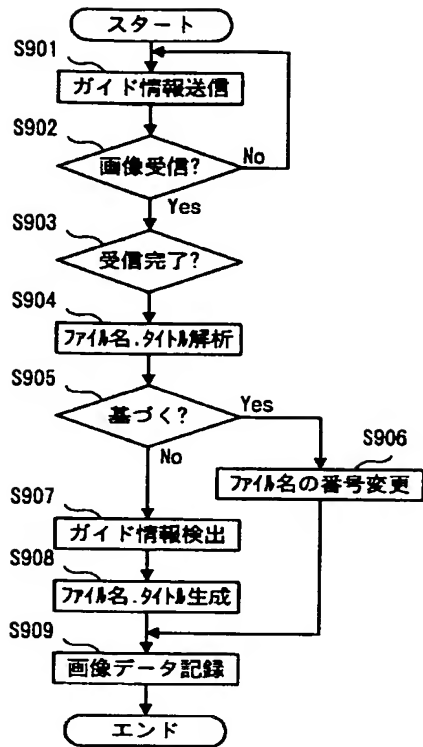 スタート
S901
ガイド情報送信
S902
画像受信?
No
Yes
S903
受信完了?
S904
ファイル名.タイトル解析
S905
基づく?
Yes
No
S906
ファイル名の番号変更
S907
ガイド情報検出
S908
ファイル名.タイトル生成
S909
画像データ記録
エンド